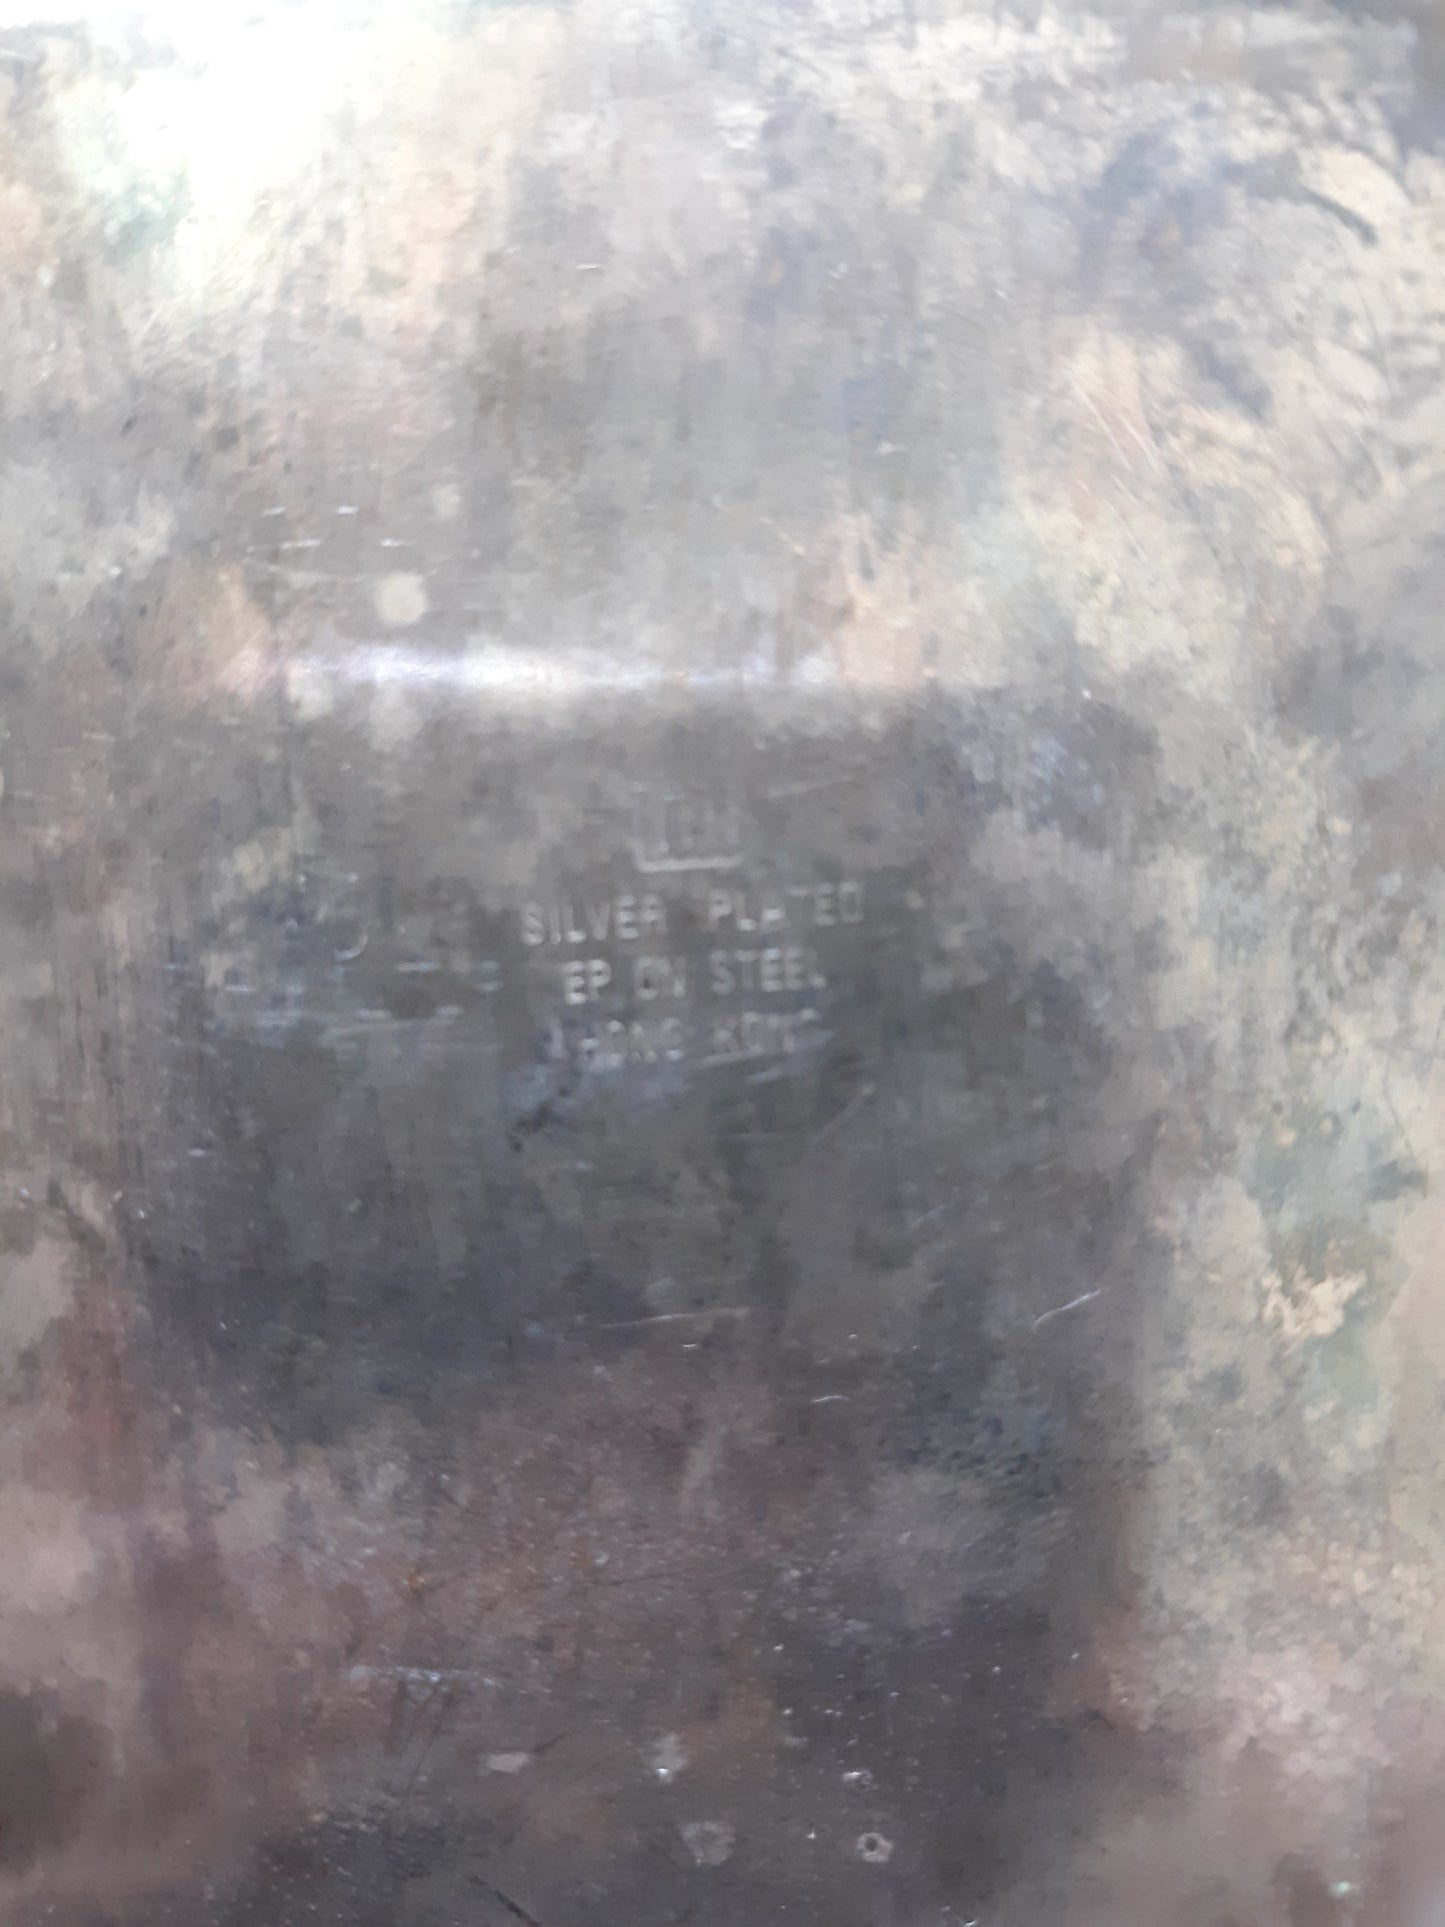 SILVER PLATED
EP ON STEEL
HONG KONG